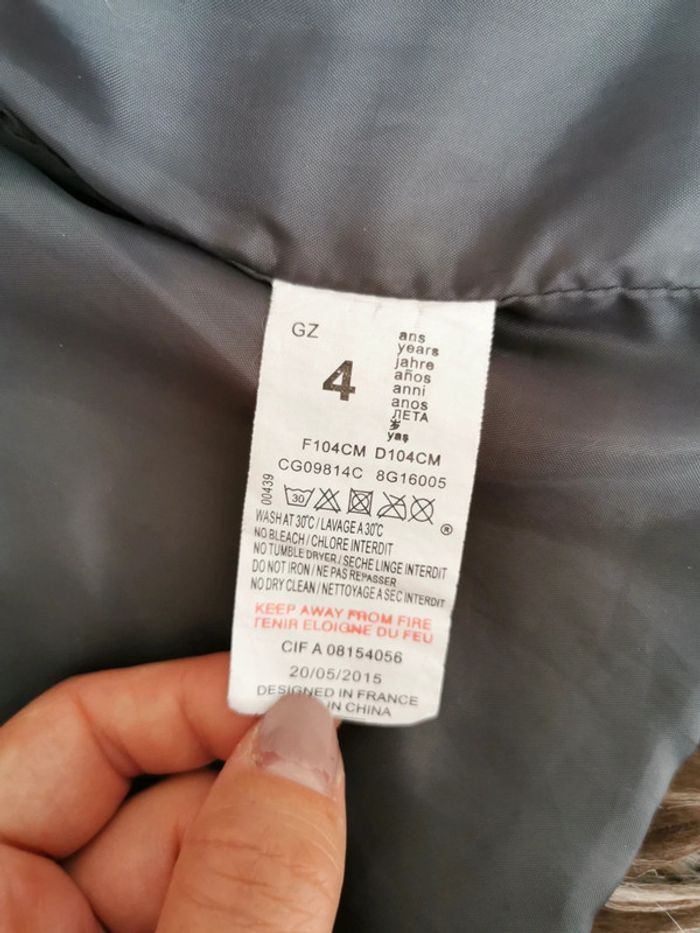 GZ
4
ans
years
jahre
años
anni
anos
ЛЕТА
岁
yaş
F104CM D104CM
CG09814C 8G16005
00439
30
®
WASH AT 30°C / LAVAGE A 30°C
NO BLEACH / CHLORE INTERDIT
NO TUMBLE DRYER / SECHE LINGE INTERDIT
DO NOT IRON / NE PAS REPASSER
NO DRY CLEAN / NETTOYAGE A SEC INTERDIT
KEEP AWAY FROM FIRE
TENIR ELOIGNE DU FEU
CIF A 08154056
20/05/2015
DESIGNED IN FRANCE
IN CHINA